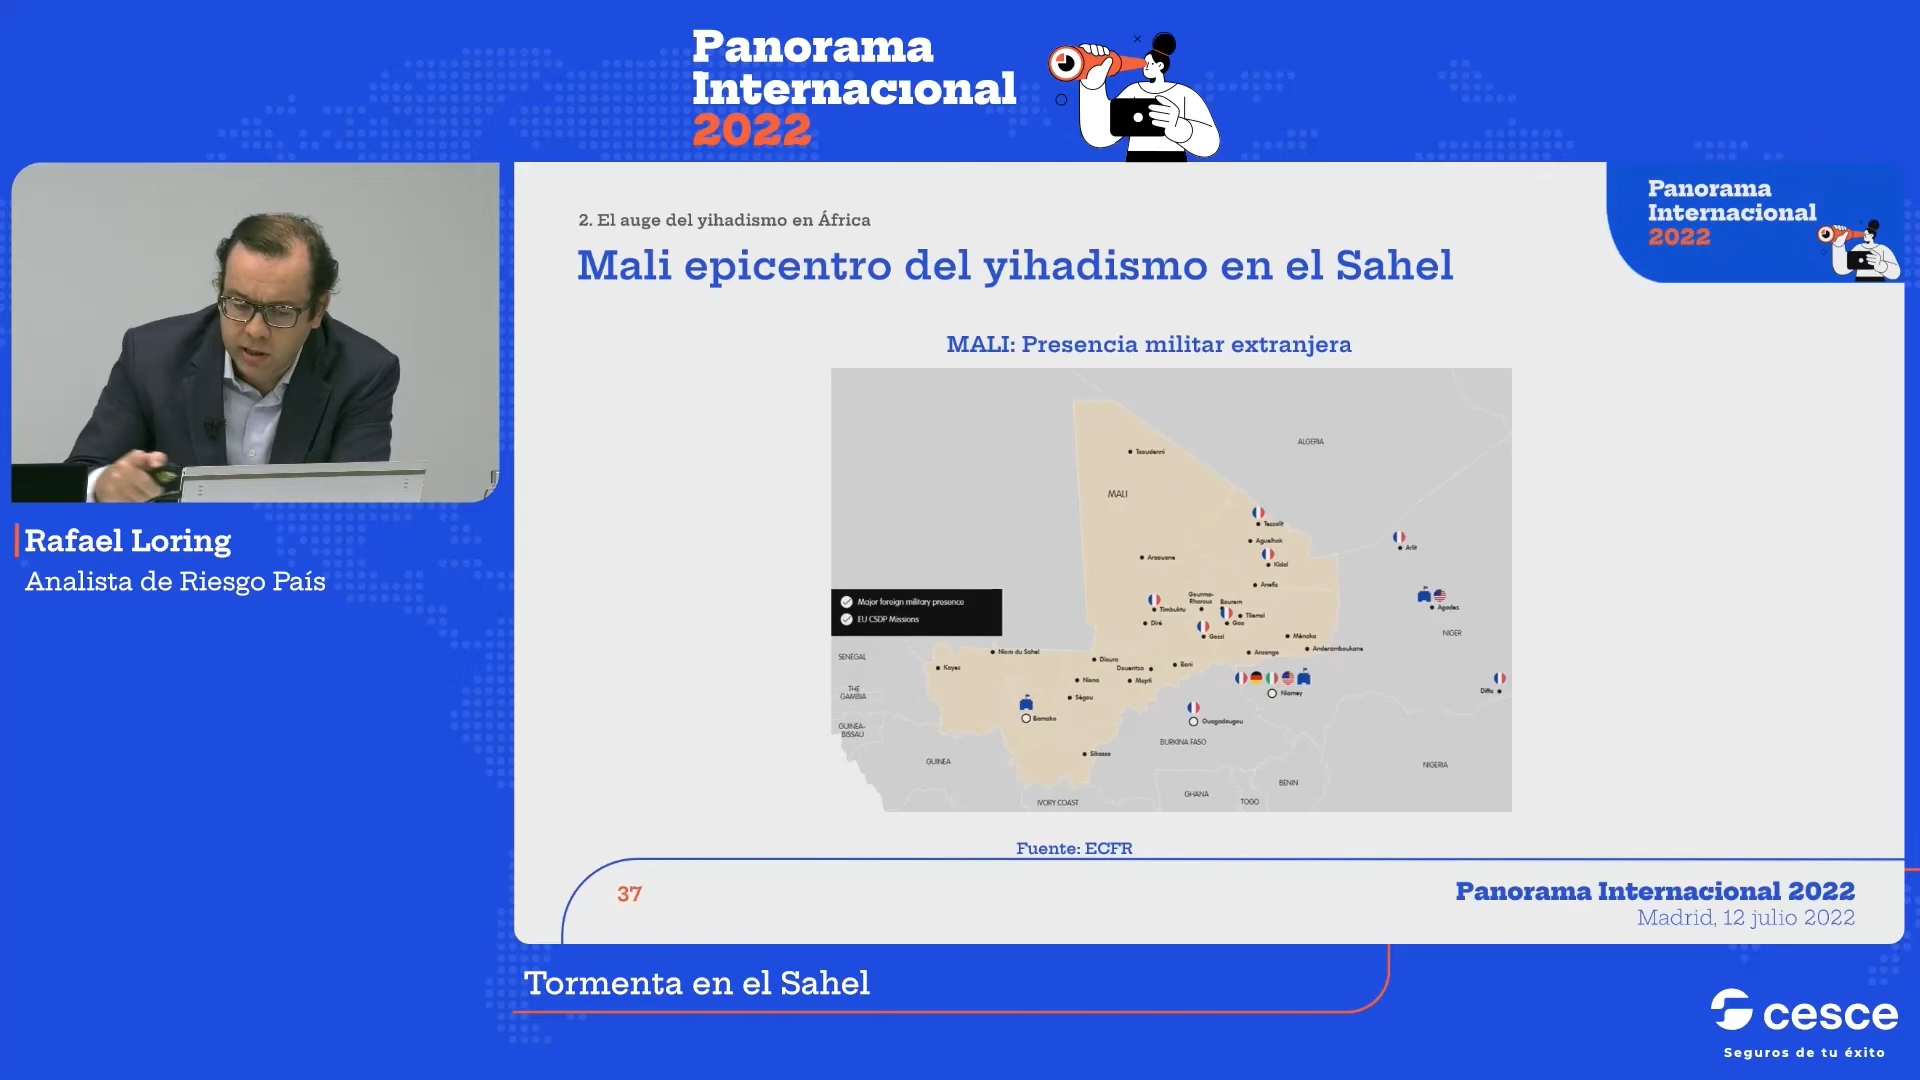 Panorama
Internacional
2022
Panorama
Internacional
2022
2. El auge del yihadismo en África
Mali epicentro del yihadismo en el Sahel
MALI: Presencia militar extranjera
ALGERIA
Taoudenni
MALI
Tessalit
Aguelhok
Arlit
Araouane
Kidal
Anefis
Major foreign military presence
EU CSDP Missions
Gourma-
Rharous
Bourem
Timbuktu
Tilemsi
Agadez
Diré
Gao
Gossi
Ménaka
NIGER
Anderamboukane
Nioro du Sahel
Ansongo
SENEGAL
Kayes
Dioura
Douentza
Boni
Niono
Mopti
THE
GAMBIA
Ségou
Niamey
Diffa
Bamako
Ouagadougou
GUINEA-
BISSAU
BURKINA FASO
Sikasso
GUINEA
NIGERIA
BENIN
GHANA
TOGO
IVORY COAST
Fuente: ECFR
37
Panorama Internacional 2022
Madrid, 12 julio 2022
Rafael Loring
Analista de Riesgo País
Tormenta en el Sahel
cesce
Seguros de tu éxito